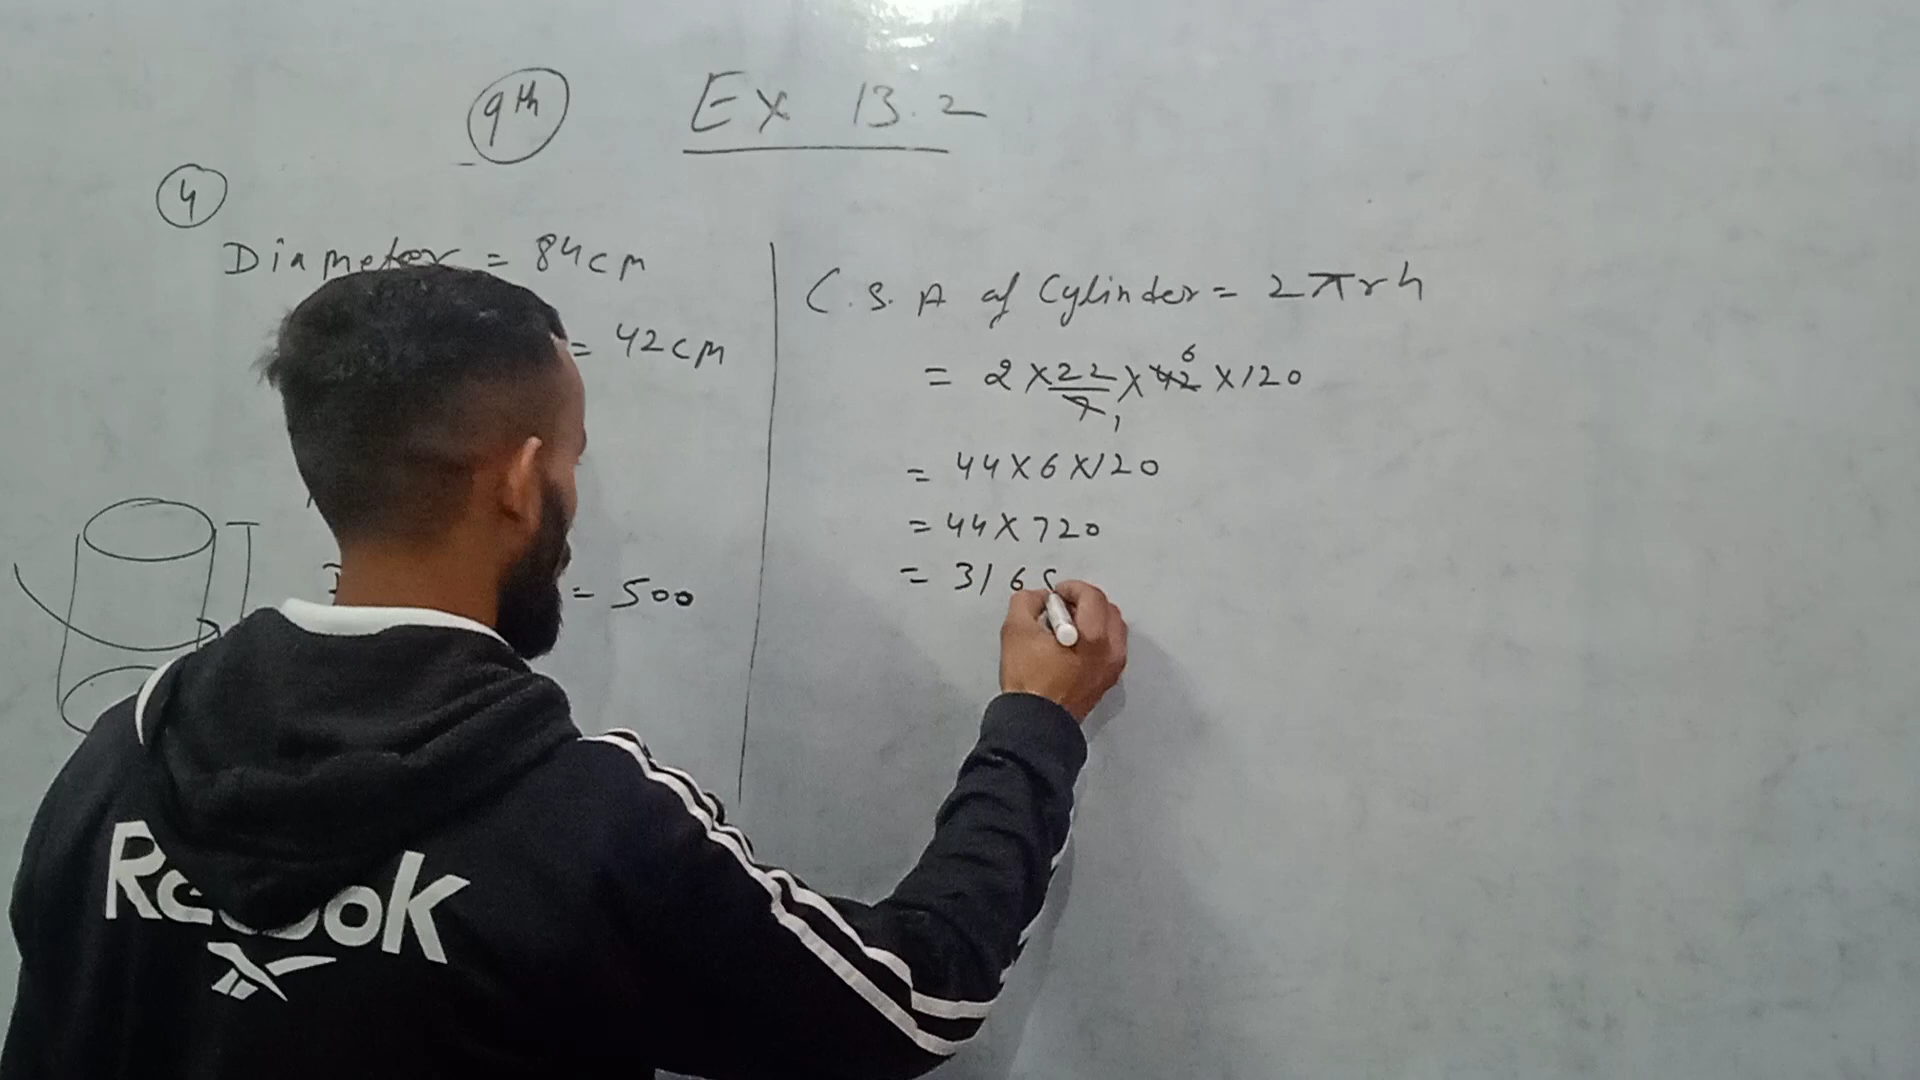 9th Ex 13.2
4
Diameter = 84cm
= 42cm
= 500
C.S.A of Cylinder = 2πrh
= 2 × 22/7 1 × 42 6 × 120
= 44 × 6 × 120
= 44 × 720
= 3168
Reebok